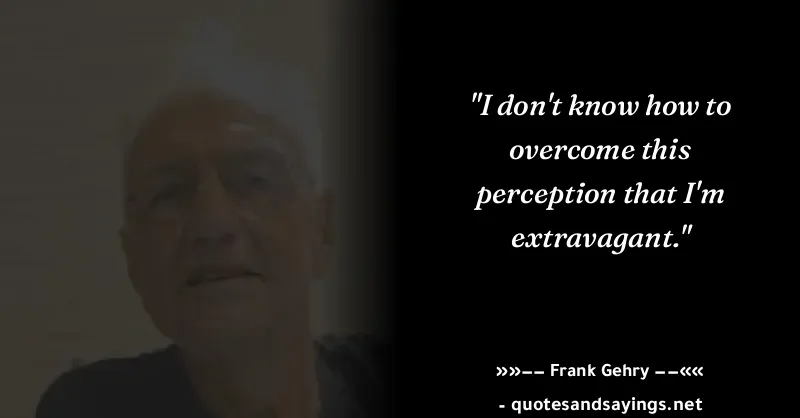 "I don't know how to
overcome this
perception that I'm
extravagant."
»»–– Frank Gehry ––««
- quotesandsayings.net